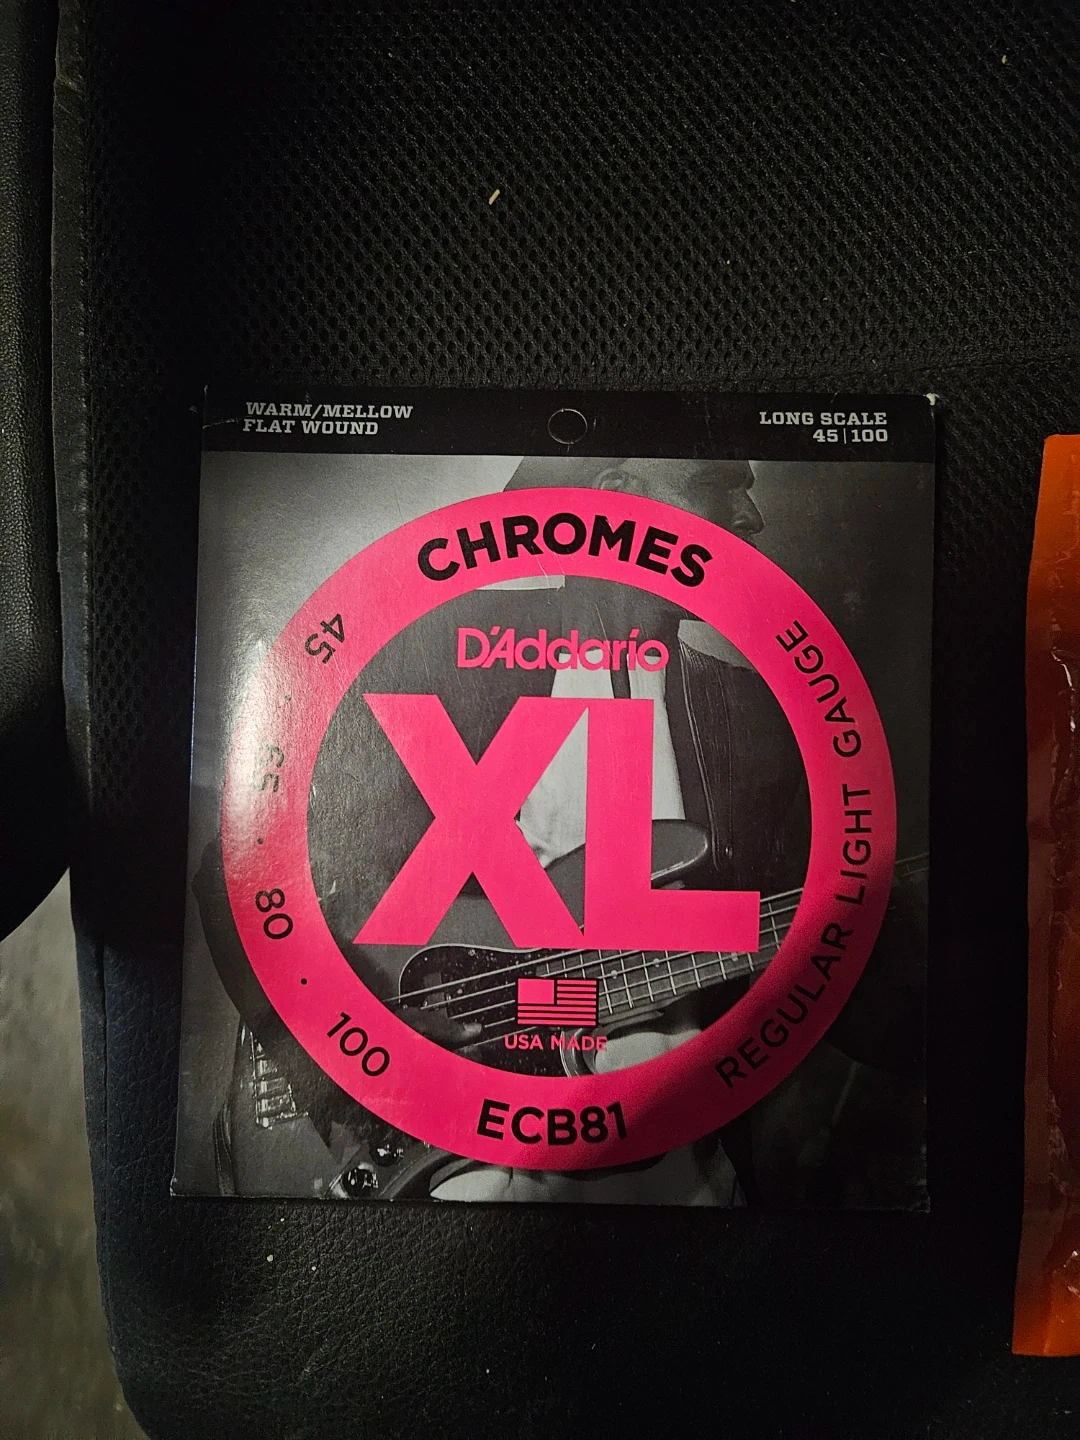 WARM/MELLOW
FLAT WOUND
LONG SCALE
45|100
CHROMES
D'Addario
XL
45 · 65 · 80 · 100
REGULAR LIGHT GAUGE
USA MADE
ECB81